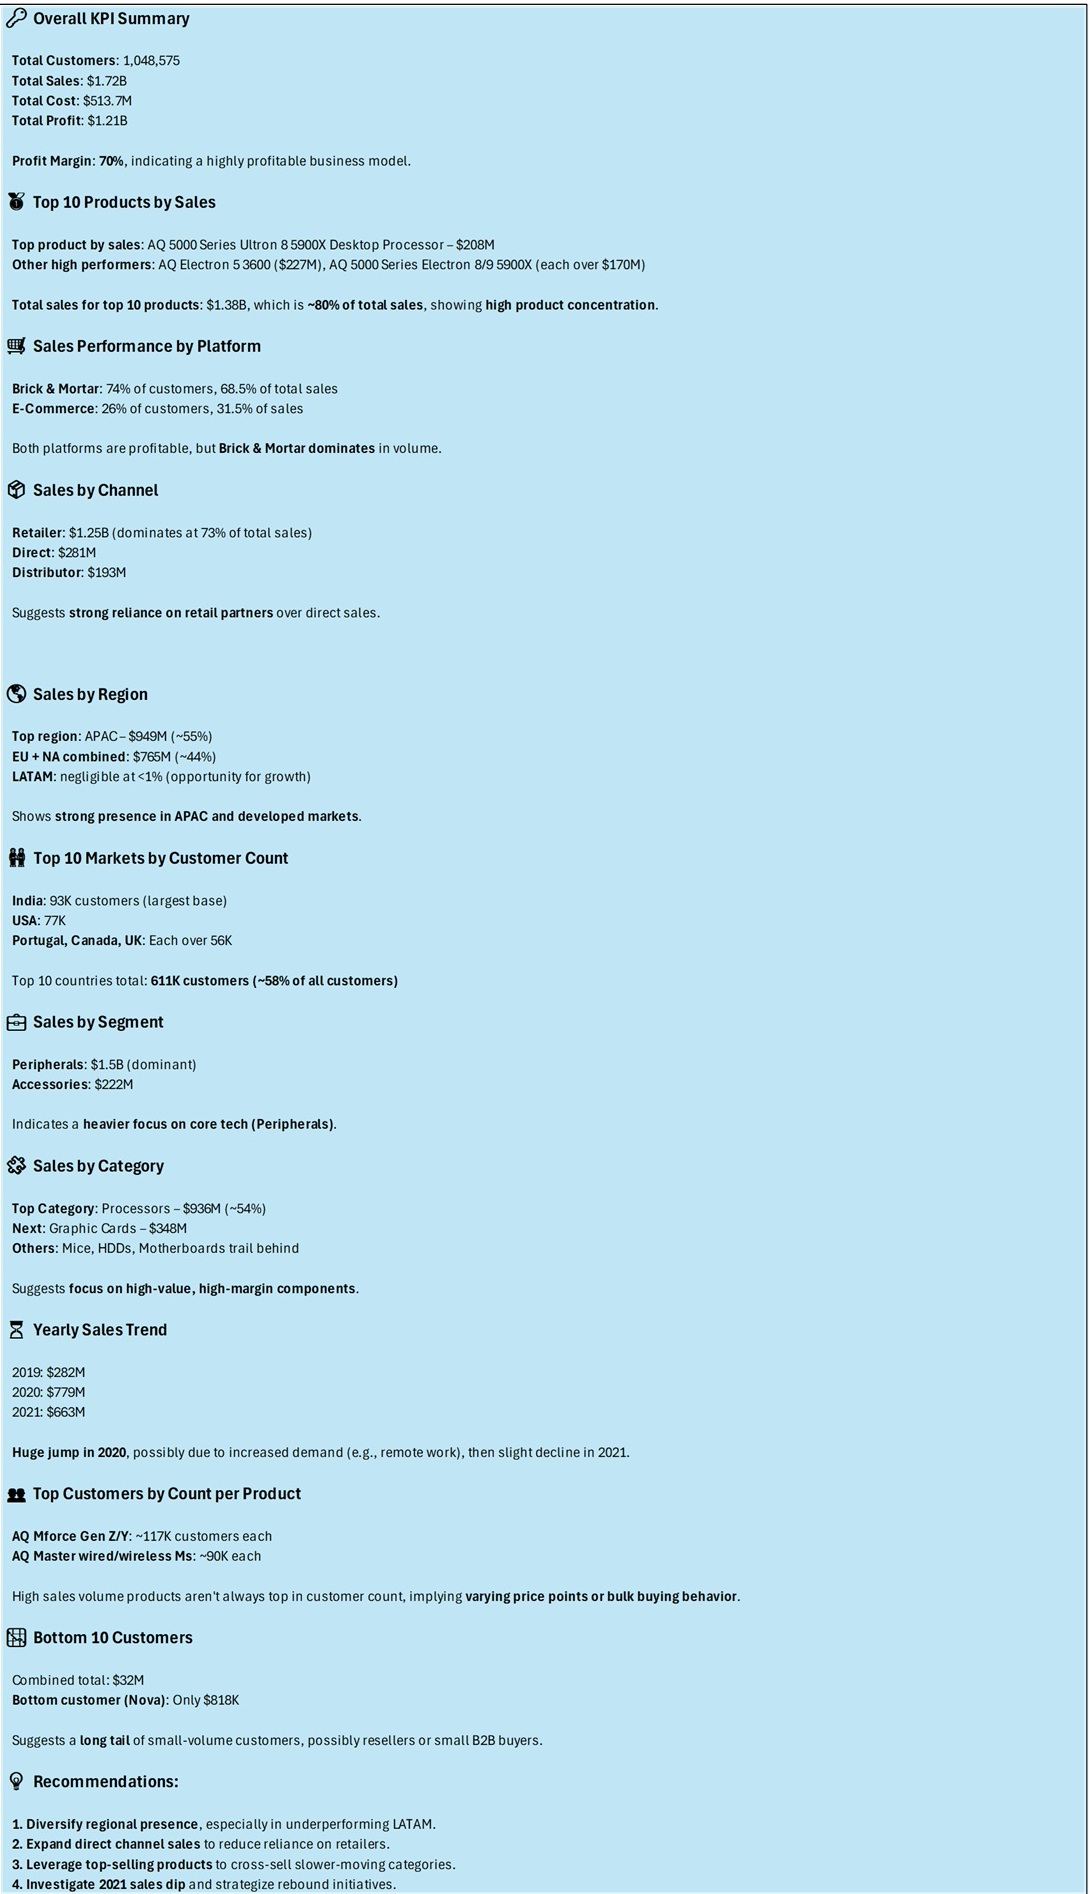 Overall KPI Summary
Total Customers: 1,048,575
Total Sales: $1.72B
Total Cost: $513.7M
Total Profit: $1.21B
Profit Margin: 70%, indicating a highly profitable business model.
Top 10 Products by Sales
Top product by sales: AQ 5000 Series Ultron 8 5900X Desktop Processor – $208M
Other high performers: AQ Electron 5 3600 ($227M), AQ 5000 Series Electron 8/9 5900X (each over $170M)
Total sales for top 10 products: $1.38B, which is ~80% of total sales, showing high product concentration.
Sales Performance by Platform
Brick & Mortar: 74% of customers, 68.5% of total sales
E-Commerce: 26% of customers, 31.5% of sales
Both platforms are profitable, but Brick & Mortar dominates in volume.
Sales by Channel
Retailer: $1.25B (dominates at 73% of total sales)
Direct: $281M
Distributor: $193M
Suggests strong reliance on retail partners over direct sales.
Sales by Region
Top region: APAC – $949M (~55%)
EU + NA combined: $765M (~44%)
LATAM: negligible at <1% (opportunity for growth)
Shows strong presence in APAC and developed markets.
Top 10 Markets by Customer Count
India: 93K customers (largest base)
USA: 77K
Portugal, Canada, UK: Each over 56K
Top 10 countries total: 611K customers (~58% of all customers)
Sales by Segment
Peripherals: $1.5B (dominant)
Accessories: $222M
Indicates a heavier focus on core tech (Peripherals).
Sales by Category
Top Category: Processors – $936M (~54%)
Next: Graphic Cards – $348M
Others: Mice, HDDs, Motherboards trail behind
Suggests focus on high-value, high-margin components.
Yearly Sales Trend
2019: $282M
2020: $779M
2021: $663M
Huge jump in 2020, possibly due to increased demand (e.g., remote work), then slight decline in 2021.
Top Customers by Count per Product
AQ Mforce Gen Z/Y: ~117K customers each
AQ Master wired/wireless Ms: ~90K each
High sales volume products aren't always top in customer count, implying varying price points or bulk buying behavior.
Bottom 10 Customers
Combined total: $32M
Bottom customer (Nova): Only $818K
Suggests a long tail of small-volume customers, possibly resellers or small B2B buyers.
Recommendations:
1. Diversify regional presence, especially in underperforming LATAM.
2. Expand direct channel sales to reduce reliance on retailers.
3. Leverage top-selling products to cross-sell slower-moving categories.
4. Investigate 2021 sales dip and strategize rebound initiatives.